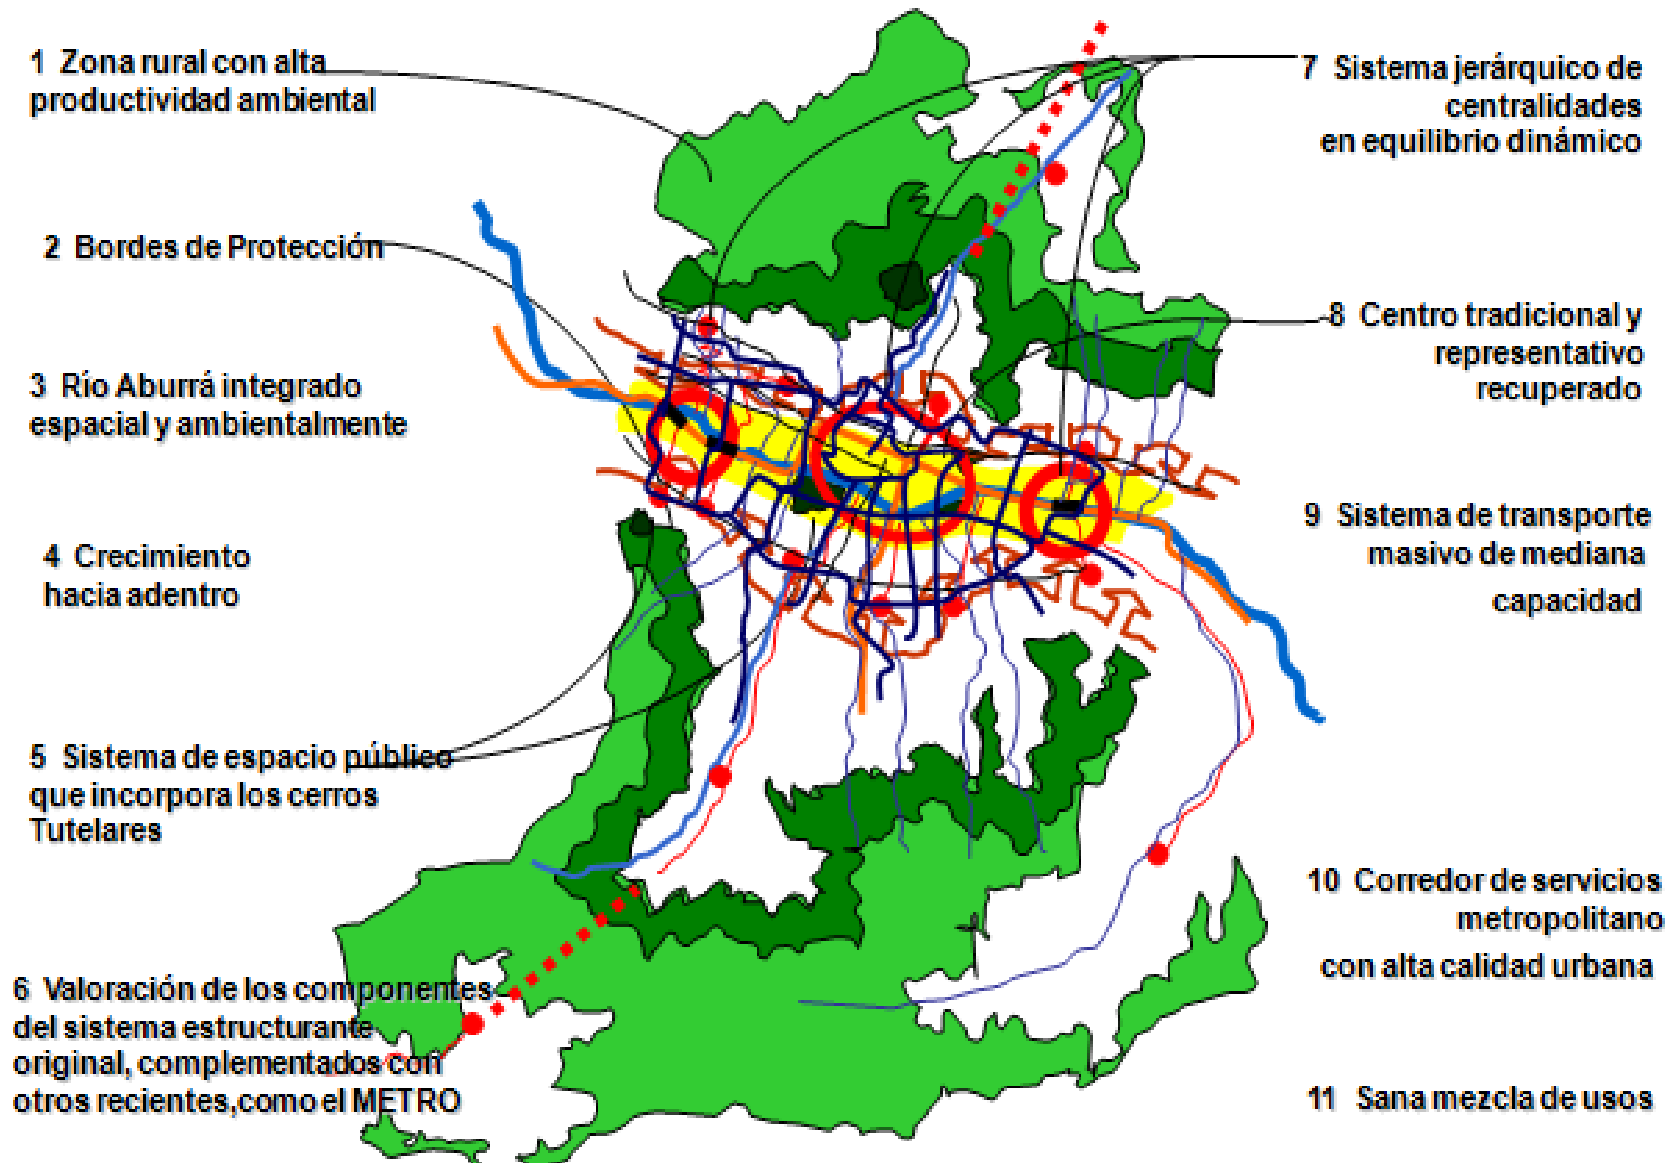 1 Zona rural con alta
productividad ambiental
2 Bordes de Protección
3 Río Aburrá integrado
espacial y ambientalmente
4 Crecimiento
hacia adentro
5 Sistema de espacio público
que incorpora los cerros
Tutelares
6 Valoración de los componentes
del sistema estructurante
original, complementados con
otros recientes,como el METRO
7 Sistema jerárquico de
centralidades
en equilibrio dinámico
8 Centro tradicional y
representativo
recuperado
9 Sistema de transporte
masivo de mediana
capacidad
10 Corredor de servicios
metropolitano
con alta calidad urbana
11 Sana mezcla de usos